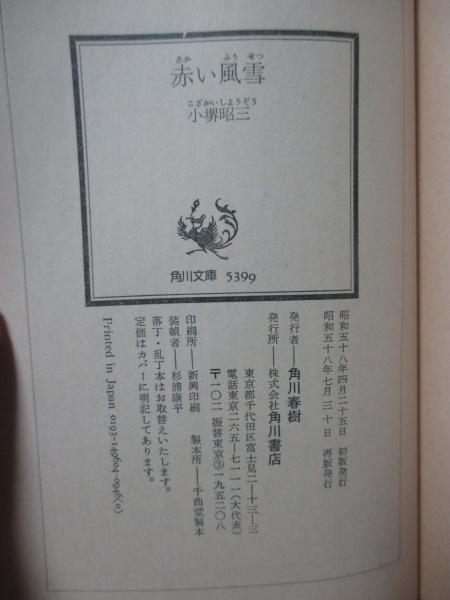 あか ふう せつ
赤い風雪
こざかいしようぞう
小堺昭三
角川文庫 5399
昭和五十八年四月二十五日 初版発行
昭和五十八年七月三十日 再版発行
発行者——角川春樹
発行所——株式会社角川書店
東京都千代田区富士見二ー十三ー三
電話東京二六五ー七一一一（大代表）
〒一〇二 振替東京③一九五二〇八
印刷所——新興印刷 製本所——千曲堂製本
装幀者——杉浦康平
落丁・乱丁本はお取替えいたします。
定価はカバーに明記してあります。
Printed in Japan 0193-149604-0946(0)